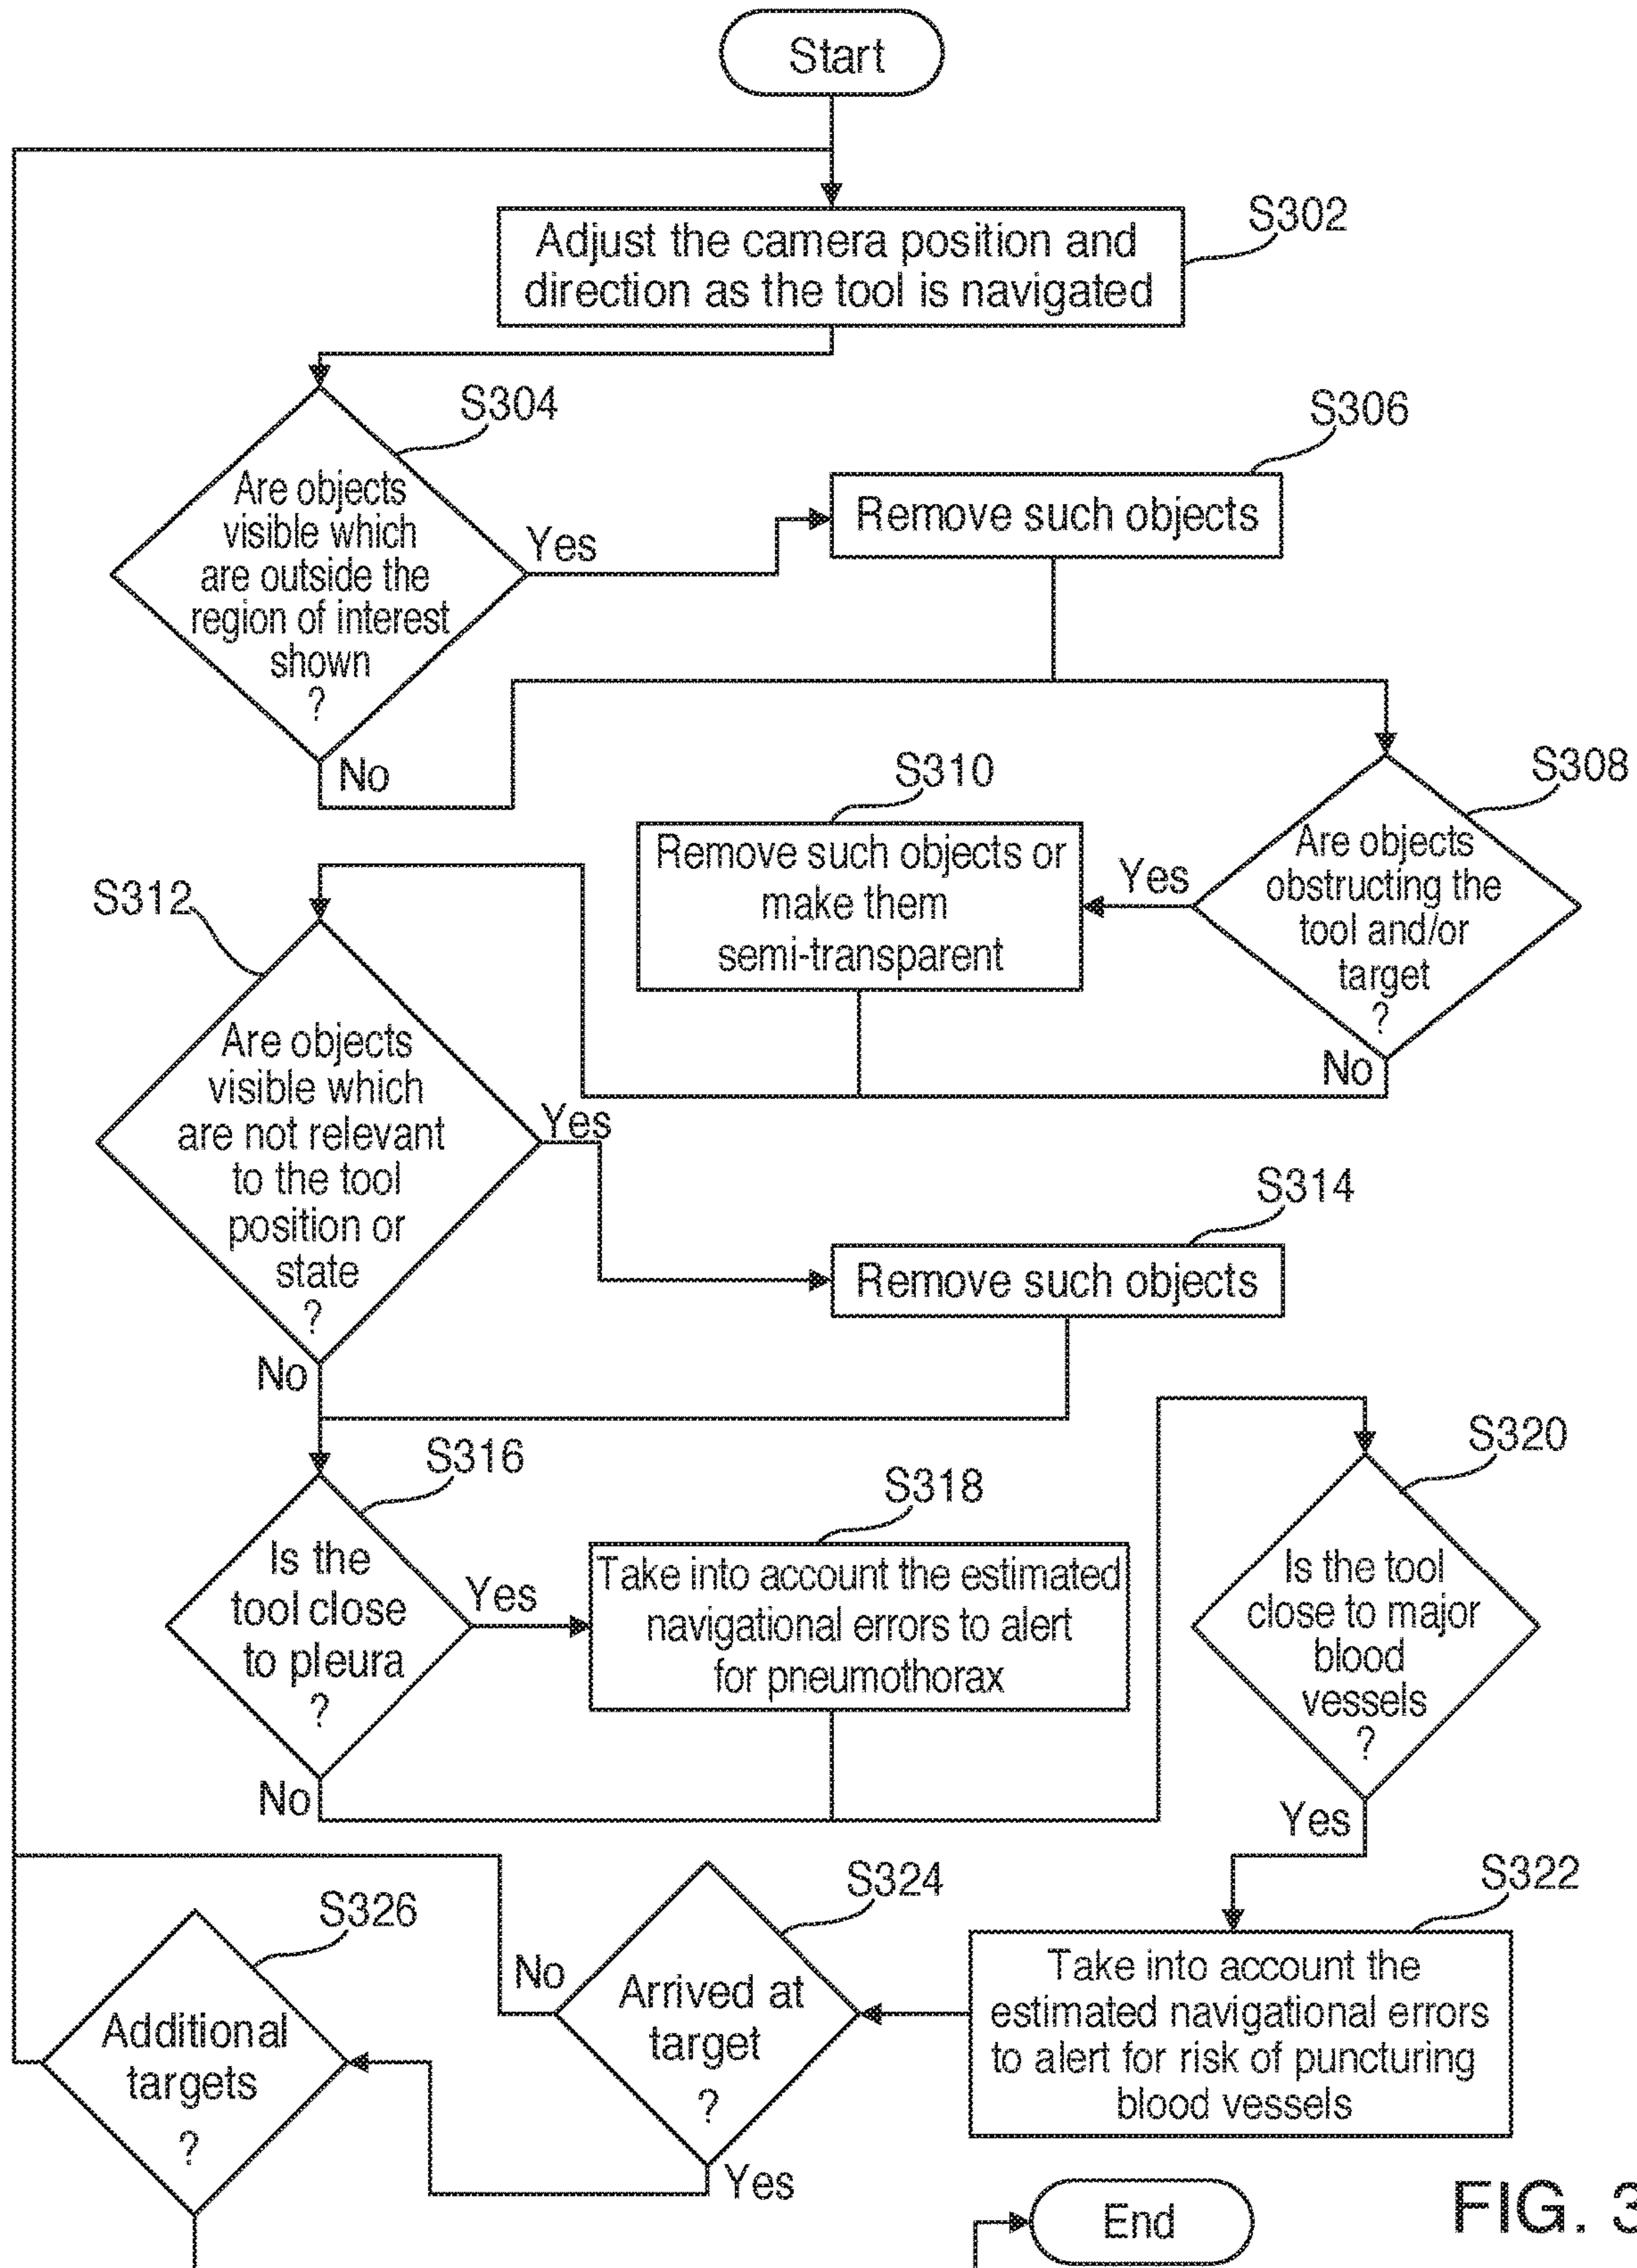 Start
S302
Adjust the camera position and
direction as the tool is navigated
S304
Are objects
visible which
are outside the
region of interest
shown
?
Yes
No
S306
Remove such objects
S308
Are objects
obstructing the
tool and/or
target
?
Yes
No
S310
Remove such objects or
make them
semi-transparent
S312
Are objects
visible which
are not relevant
to the tool
position or
state
?
Yes
No
S314
Remove such objects
S316
Is the
tool close
to pleura
?
Yes
No
S318
Take into account the estimated
navigational errors to alert
for pneumothorax
S320
Is the tool
close to major
blood
vessels
?
Yes
S322
Take into account the
estimated navigational errors
to alert for risk of puncturing
blood vessels
S324
Arrived at
target
?
No
Yes
S326
Additional
targets
?
End
FIG. 3